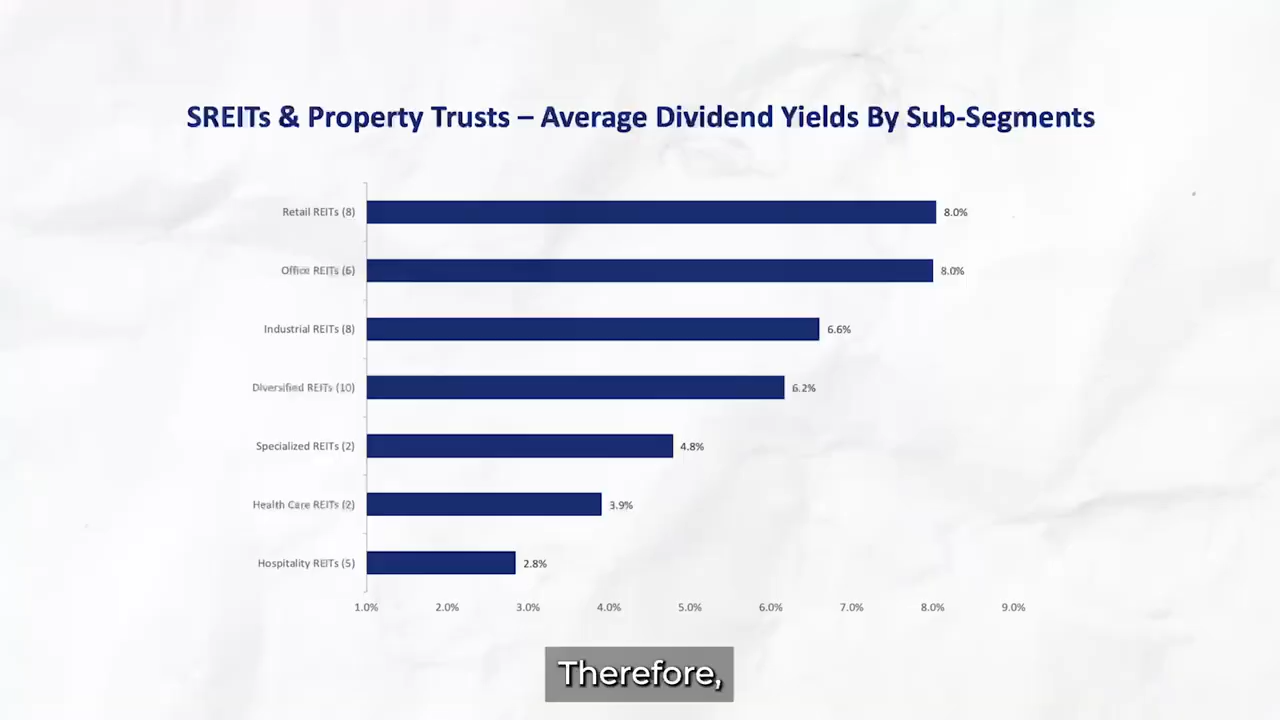 SREITs & Property Trusts – Average Dividend Yields By Sub-Segments
Retail REITs (8) 8.0%
Office REITs (6) 8.0%
Industrial REITs (8) 6.6%
Diversified REITs (10) 6.2%
Specialized REITs (2) 4.8%
Health Care REITs (2) 3.9%
Hospitality REITs (5) 2.8%
1.0% 2.0% 3.0% 4.0% 5.0% 6.0% 7.0% 8.0% 9.0%
Therefore,